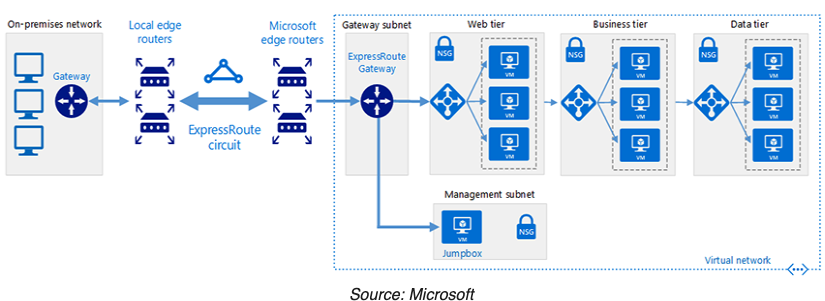 On-premises network
Gateway
Local edge
routers
ExpressRoute
circuit
Microsoft
edge routers
Gateway subnet
ExpressRoute
Gateway
Web tier
NSG
VM
VM
VM
Business tier
NSG
VM
VM
VM
Data tier
NSG
VM
VM
VM
Management subnet
VM
Jumpbox
NSG
Virtual network
Source: Microsoft